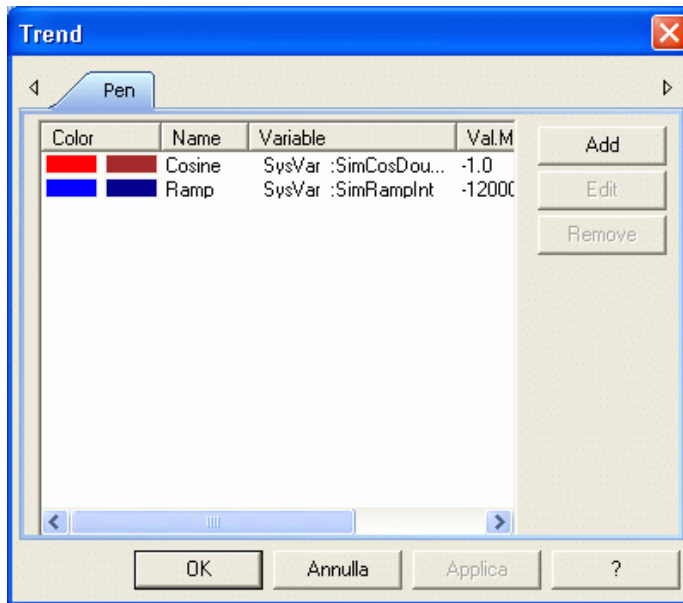 Trend
Pen
Color Name Variable Val.M
Cosine SysVar :SimCosDou... -1.0
Ramp SysVar :SimRampInt -12000
Add
Edit
Remove
OK Annulla Applica ?